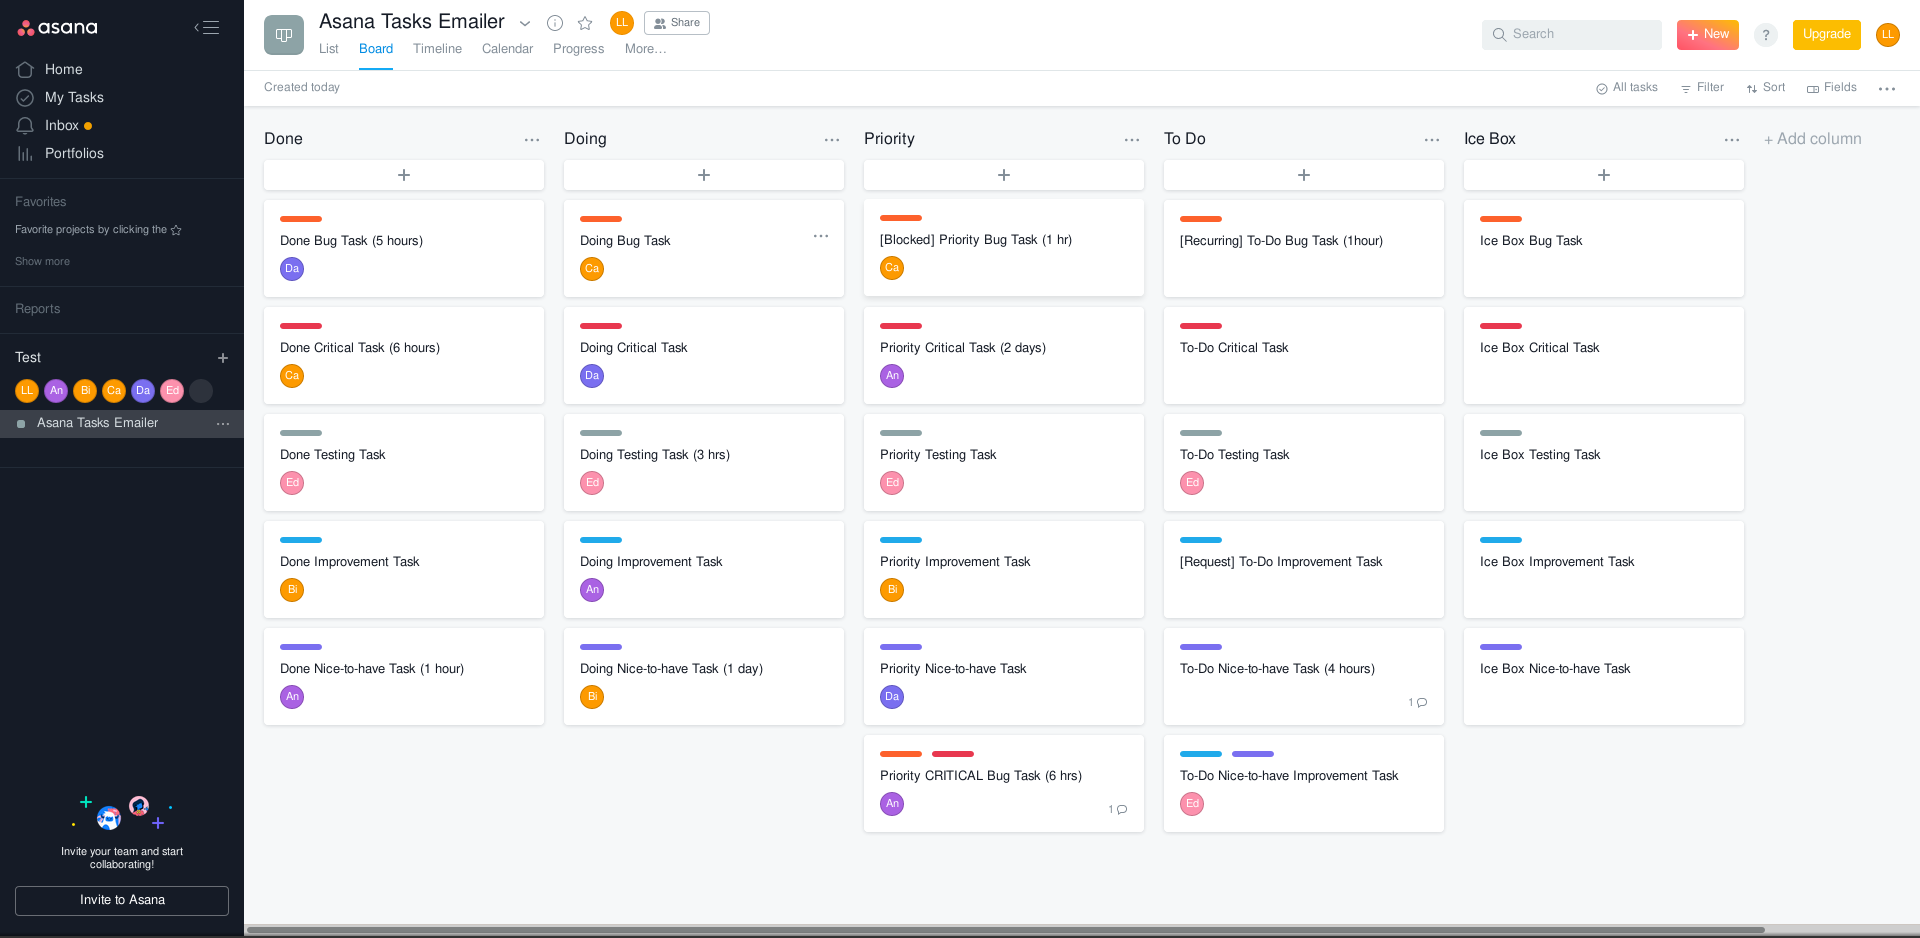 asana
Home
My Tasks
Inbox
Portfolios
Favorites
Favorite projects by clicking the
Show more
Reports
Test
LL An Bi Ca Da Ed
Asana Tasks Emailer
Invite your team and start
collaborating!
Invite to Asana
Asana Tasks Emailer
LL
Share
List Board Timeline Calendar Progress More...
Search
+ New
?
Upgrade
LL
Created today
All tasks Filter Sort Fields
Done
Done Bug Task (5 hours)
Da
Done Critical Task (6 hours)
Ca
Done Testing Task
Ed
Done Improvement Task
Bi
Done Nice-to-have Task (1 hour)
An
Doing
Doing Bug Task
Ca
Doing Critical Task
Da
Doing Testing Task (3 hrs)
Ed
Doing Improvement Task
An
Doing Nice-to-have Task (1 day)
Bi
Priority
[Blocked] Priority Bug Task (1 hr)
Ca
Priority Critical Task (2 days)
An
Priority Testing Task
Ed
Priority Improvement Task
Bi
Priority Nice-to-have Task
Da
Priority CRITICAL Bug Task (6 hrs)
An
1
To Do
[Recurring] To-Do Bug Task (1hour)
To-Do Critical Task
To-Do Testing Task
Ed
[Request] To-Do Improvement Task
To-Do Nice-to-have Task (4 hours)
1
To-Do Nice-to-have Improvement Task
Ed
Ice Box
Ice Box Bug Task
Ice Box Critical Task
Ice Box Testing Task
Ice Box Improvement Task
Ice Box Nice-to-have Task
+ Add column